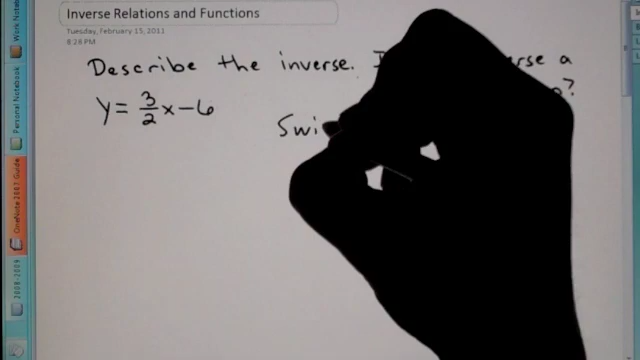 Inverse Relations and Functions
Tuesday, February 15, 2011
8:28 PM
Describe the inverse. erse a
?
y = 3/2 x - 6
Swi
Work Notebook
Personal Notebook
OneNote 2007 Guide
2008-2009